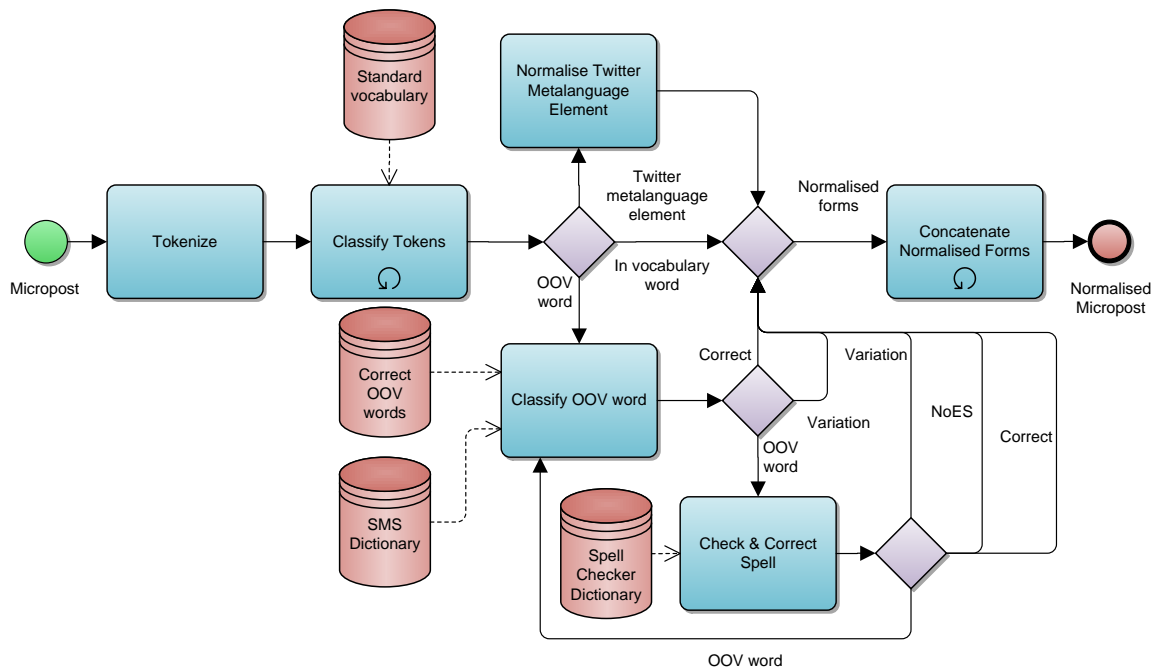 Standard
vocabulary
Normalise Twitter
Metalanguage
Element
Tokenize
Classify Tokens
Twitter
metalanguage
element
Normalised
forms
Concatenate
Normalised Forms
Micropost
In vocabulary
word
OOV
word
Normalised
Micropost
Correct
OOV
words
Classify OOV word
Correct
Variation
Variation
NoES
Correct
OOV
word
SMS
Dictionary
Spell
Checker
Dictionary
Check & Correct
Spell
OOV word